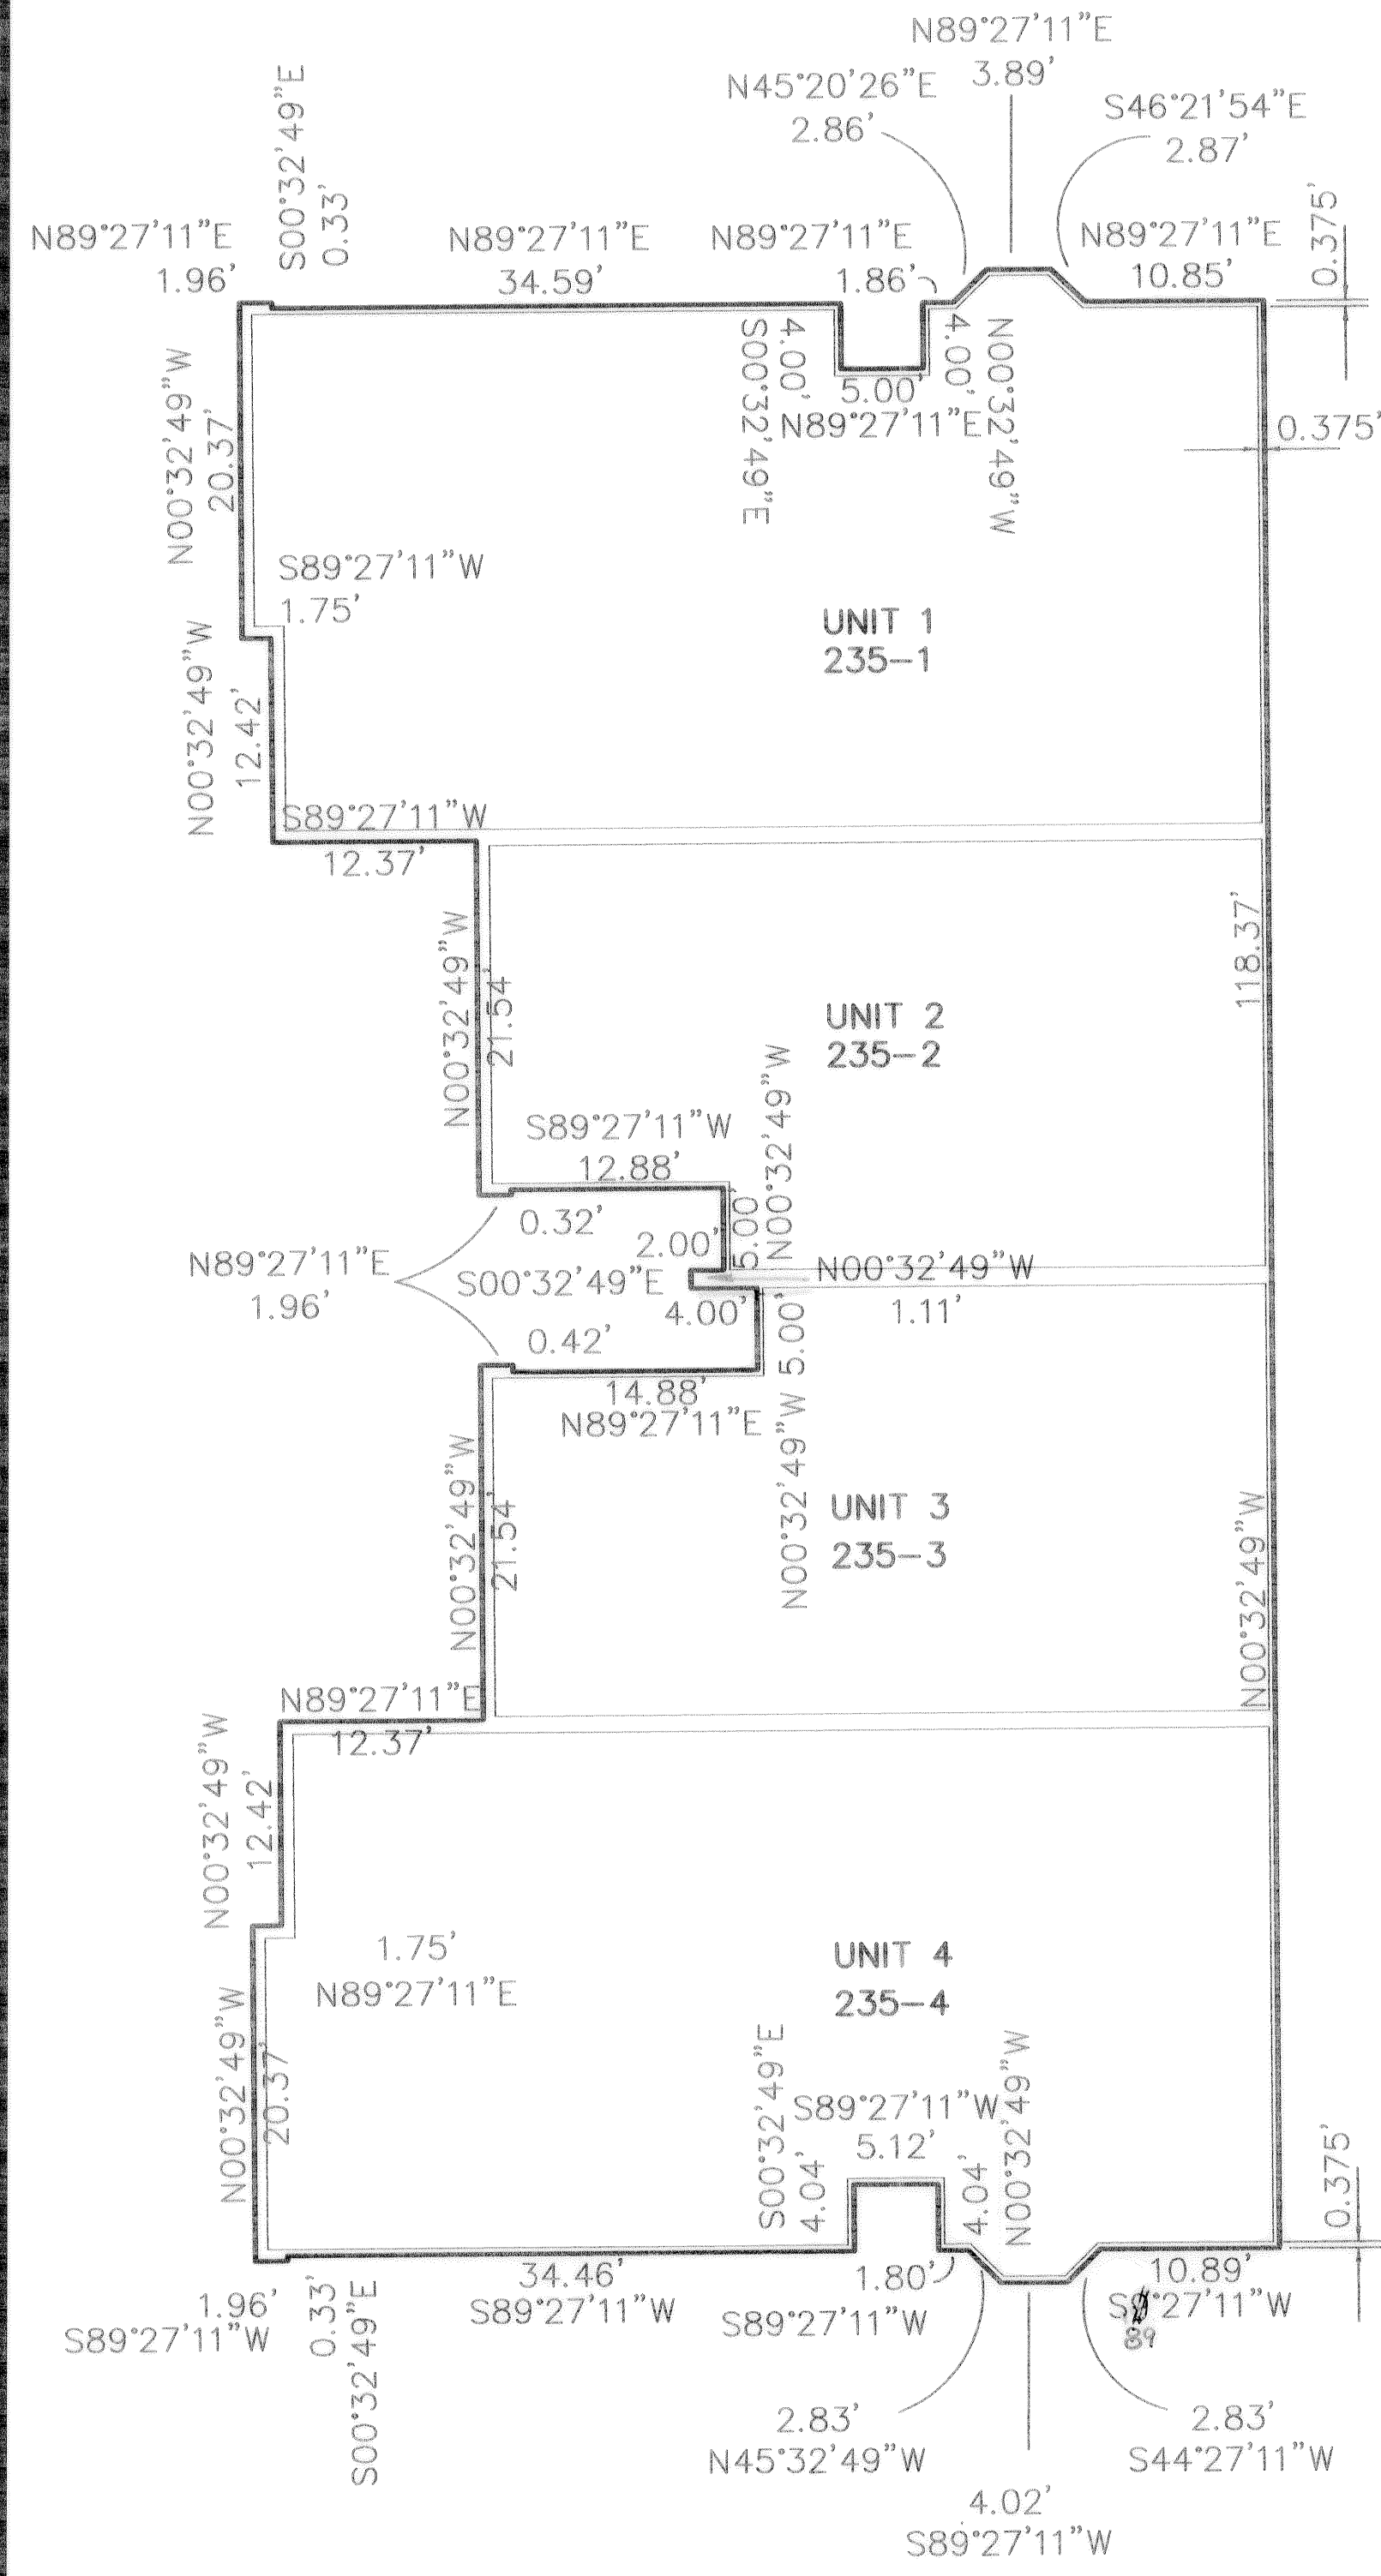 N89°27'11"E
3.89'
N45°20'26"E
2.86'
S46°21'54"E
2.87'
S00°32'49"E
0.33'
N89°27'11"E
1.96'
N89°27'11"E
34.59'
N89°27'11"E
1.86'
N89°27'11"E
10.85'
0.375'
S00°32'49"E
4.00'
5.00'
N89°27'11"E
4.00'
N00°32'49"W
0.375'
N00°32'49"W
20.37'
S89°27'11"W
1.75'
UNIT 1
235-1
N00°32'49"W
12.42'
S89°27'11"W
12.37'
N00°32'49"W
21.54'
118.37'
UNIT 2
235-2
S89°27'11"W
12.88'
N00°32'49"W
5.00'
0.32'
2.00'
N89°27'11"E
1.96'
S00°32'49"E
4.00'
N00°32'49"W
1.11'
0.42'
14.88'
N89°27'11"E
N00°32'49"W 5.00'
N00°32'49"W
21.54'
UNIT 3
235-3
N00°32'49"W
N89°27'11"E
12.37'
N00°32'49"W
12.42'
1.75'
N89°27'11"E
UNIT 4
235-4
N00°32'49"W
20.37'
S00°32'49"E
4.04'
S89°27'11"W
5.12'
4.04'
N00°32'49"W
0.375'
1.96'
S89°27'11"W
0.33'
S00°32'49"E
34.46'
S89°27'11"W
1.80'
S89°27'11"W
10.89'
S °27'11"W
89
2.83'
N45°32'49"W
2.83'
S44°27'11"W
4.02'
S89°27'11"W